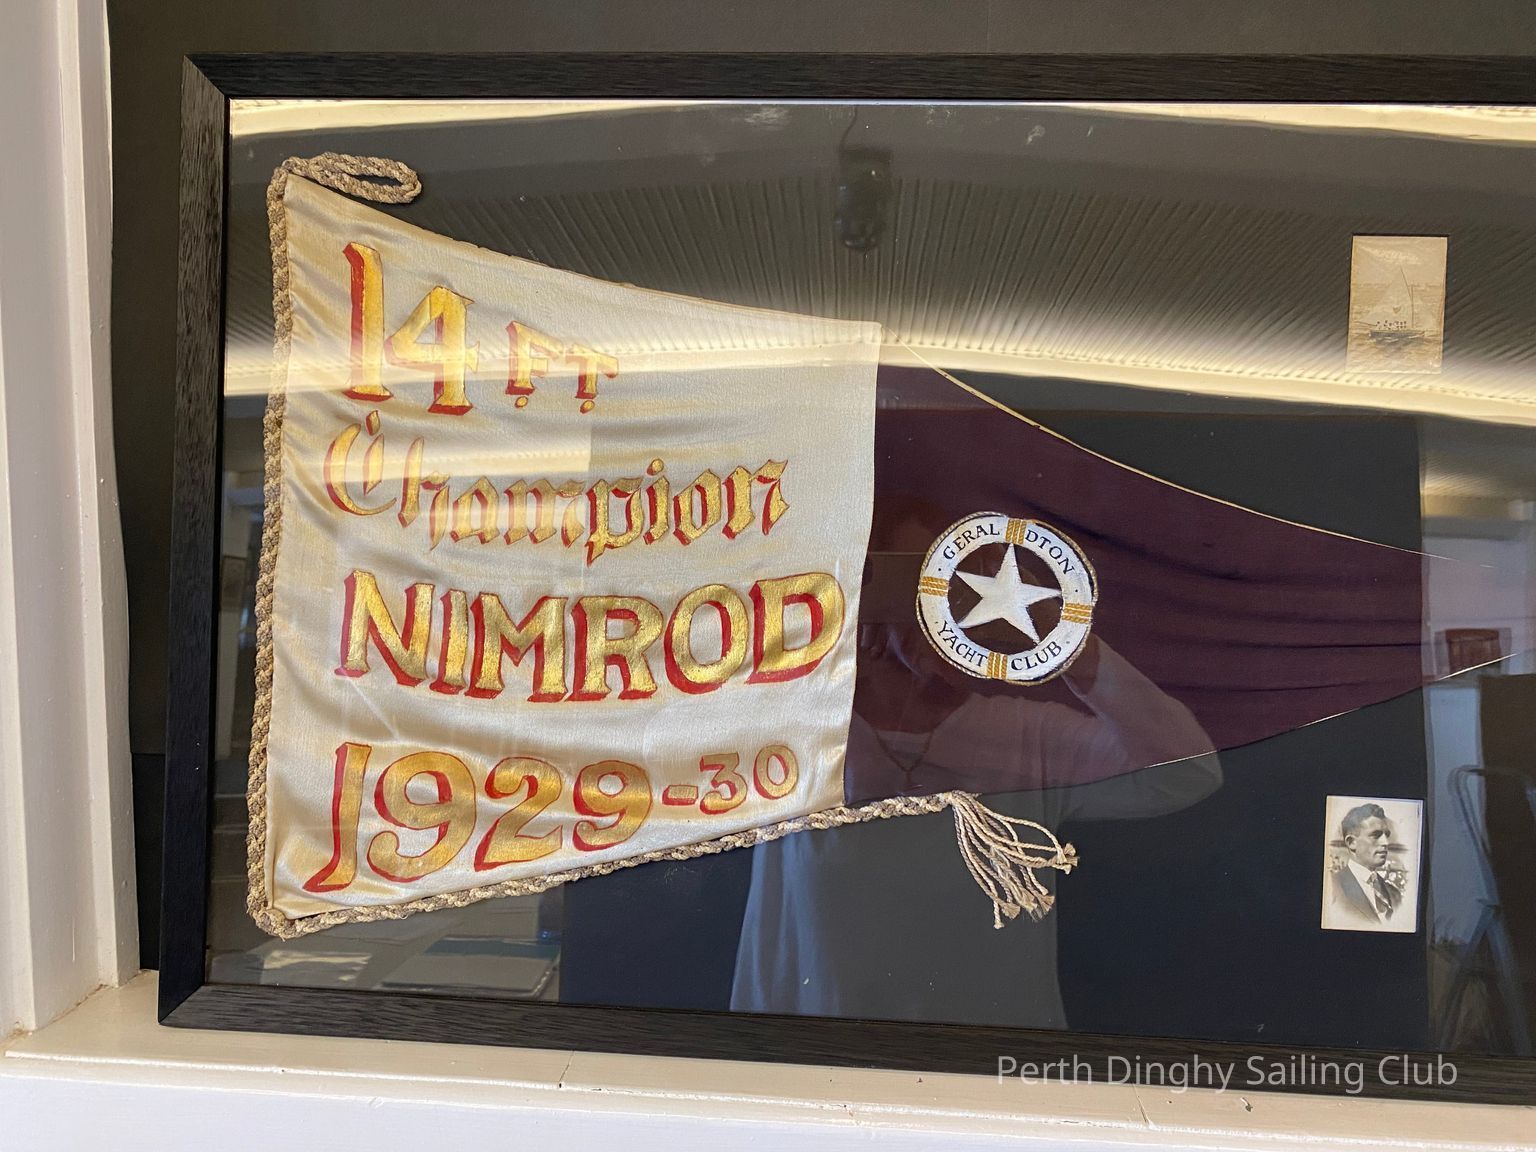 14 FT
Champion
NIMROD
1929-30
GERALDTON
YACHT CLUB
Perth Dinghy Sailing Club